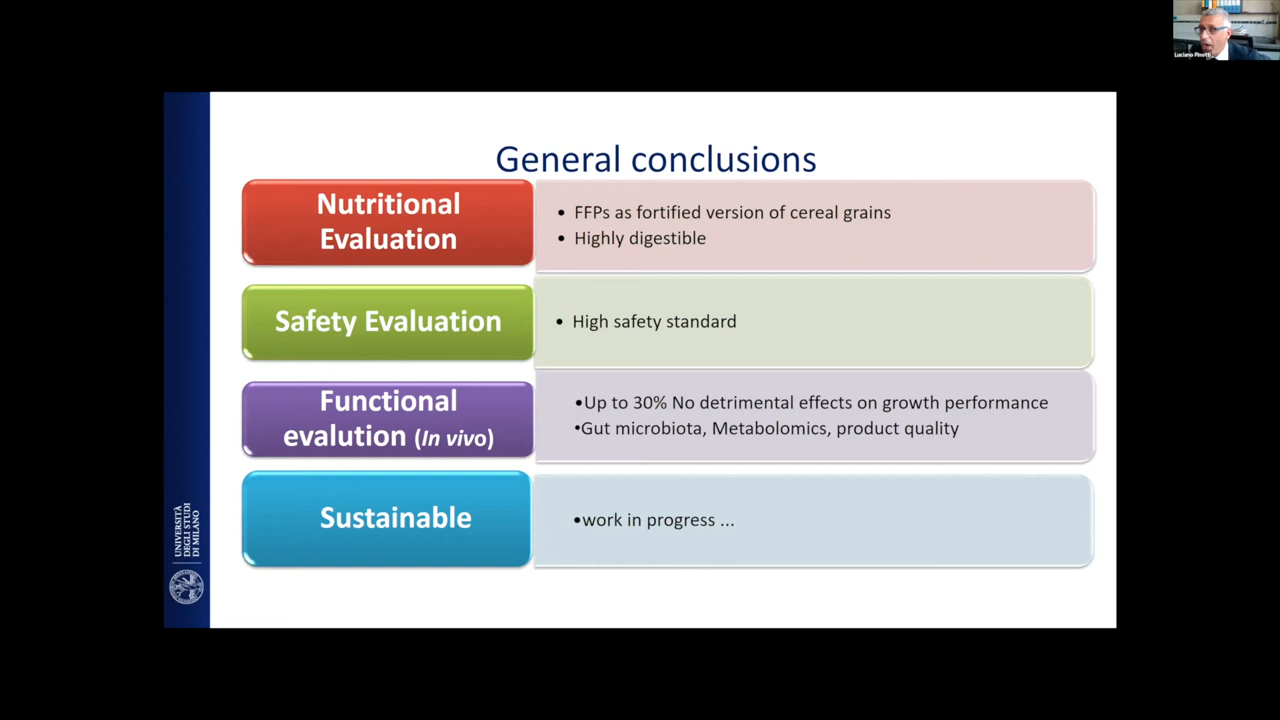 Luciano Pinotti
General conclusions
Nutritional
Evaluation
• FFPs as fortified version of cereal grains
• Highly digestible
Safety Evaluation
• High safety standard
Functional
evalution (In vivo)
•Up to 30% No detrimental effects on growth performance
•Gut microbiota, Metabolomics, product quality
Sustainable
•work in progress ...
UNIVERSITÀ
DEGLI STUDI
DI MILANO